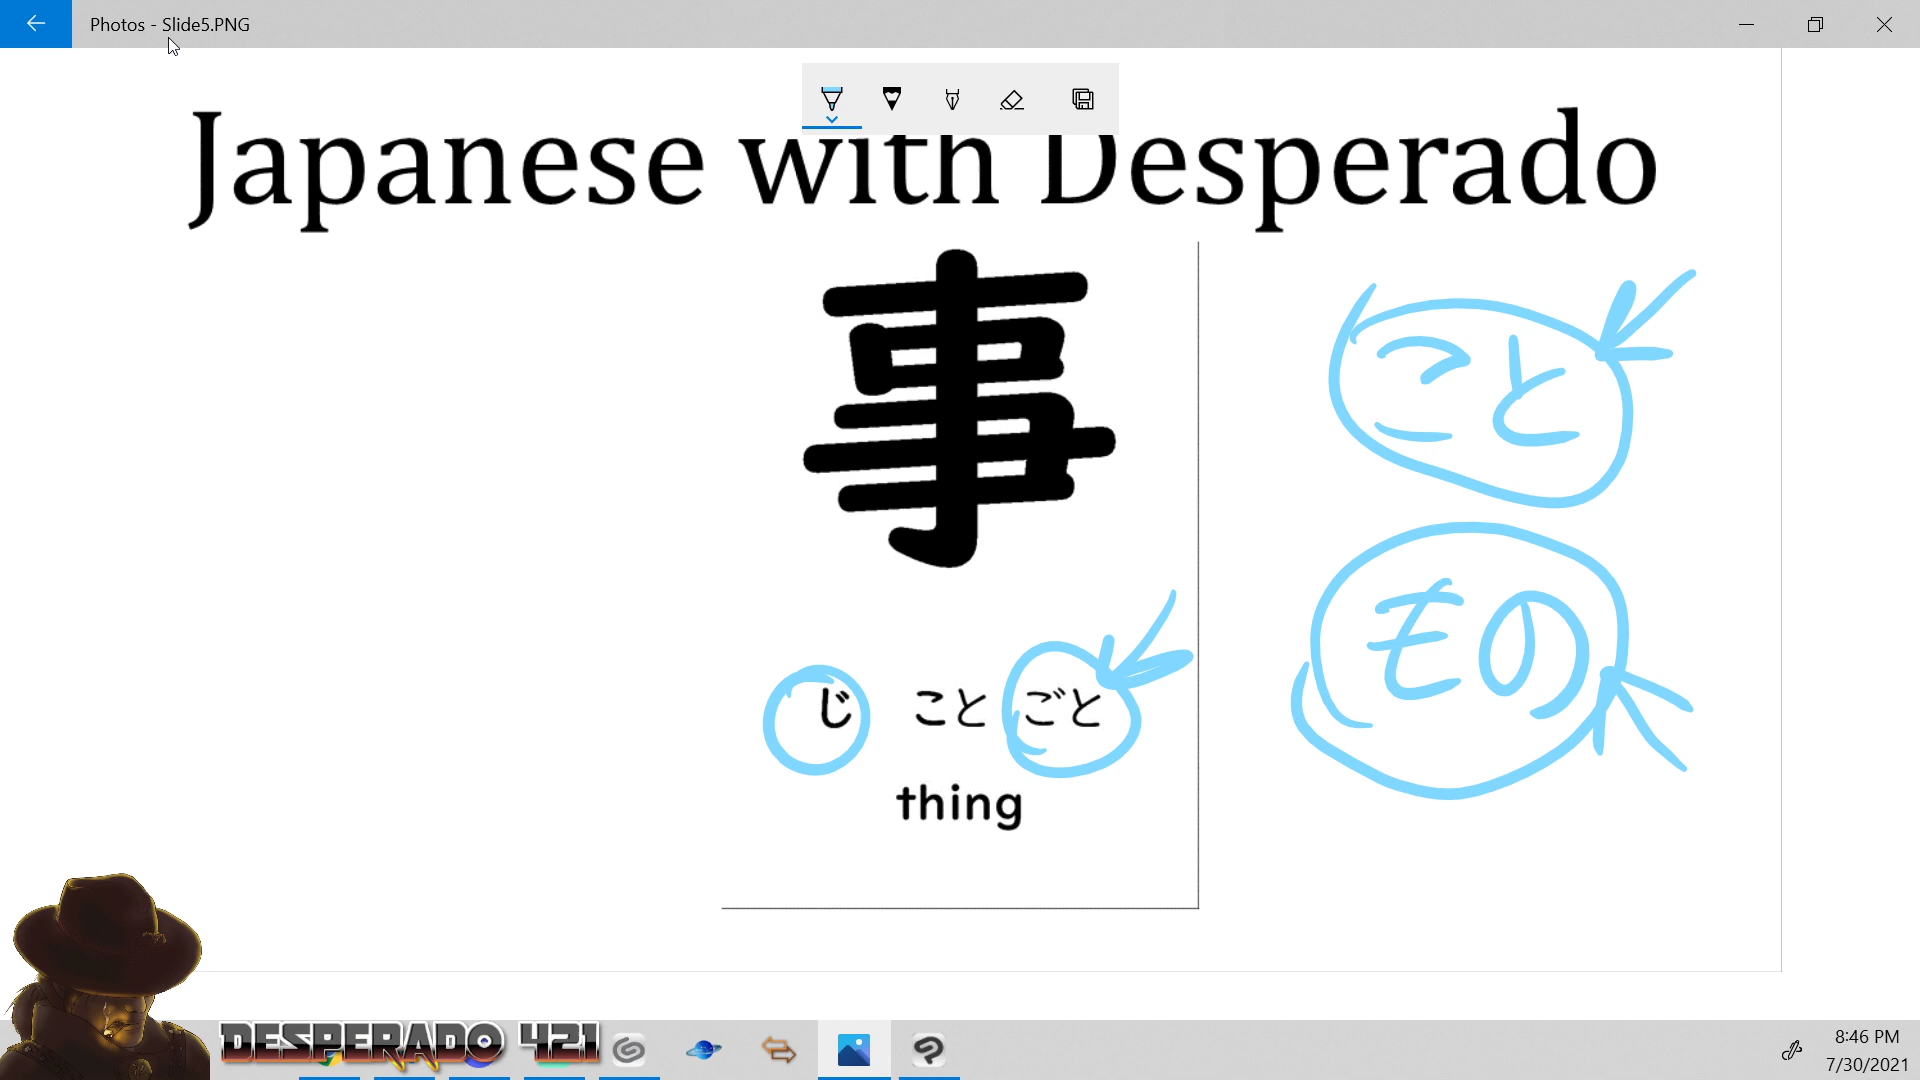 Photos - Slide5.PNG
Japanese with Desperado
事
こと
もの
じ こと ごと
thing
DESPERADO 421
8:46 PM
7/30/2021